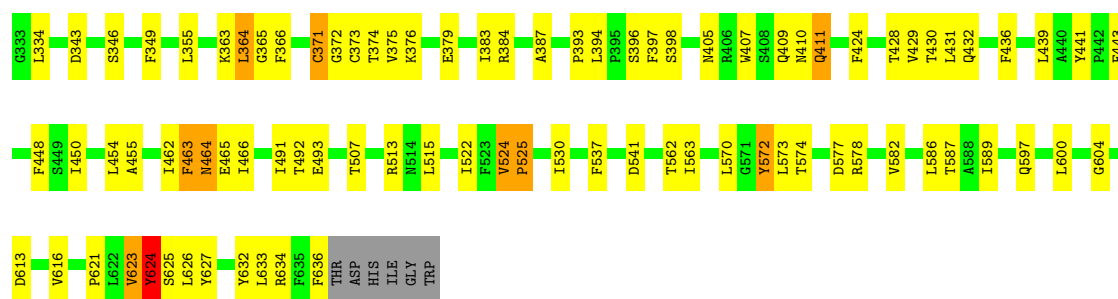 G333 L334 D343 S346 F349 L355 K363 L364 G365 F366 C371 G372 C373 T374 V375 K376 E379 I383 R384 A387 P393 L394 P395 S396 F397 S398 N405 R406 W407 S408 Q409 N410 Q411 F424 T428 V429 T430 L431 Q432 F436 L439 A440 Y441 P442
F448 S449 I450 L454 A455 I462 F463 N464 E465 I466 I491 T492 E493 T507 R513 N514 L515 I522 F523 V524 P525 I530 F537 D541 T562 I563 L570 G571 Y572 L573 T574 D577 R578 V582 L586 T587 A588 I589 Q597 L600 G604
D613 V616 P621 L622 V623 Y624 S625 L626 Y627 Y632 L633 R634 F635 F636 THR ASP HIS ILE GLY TRP